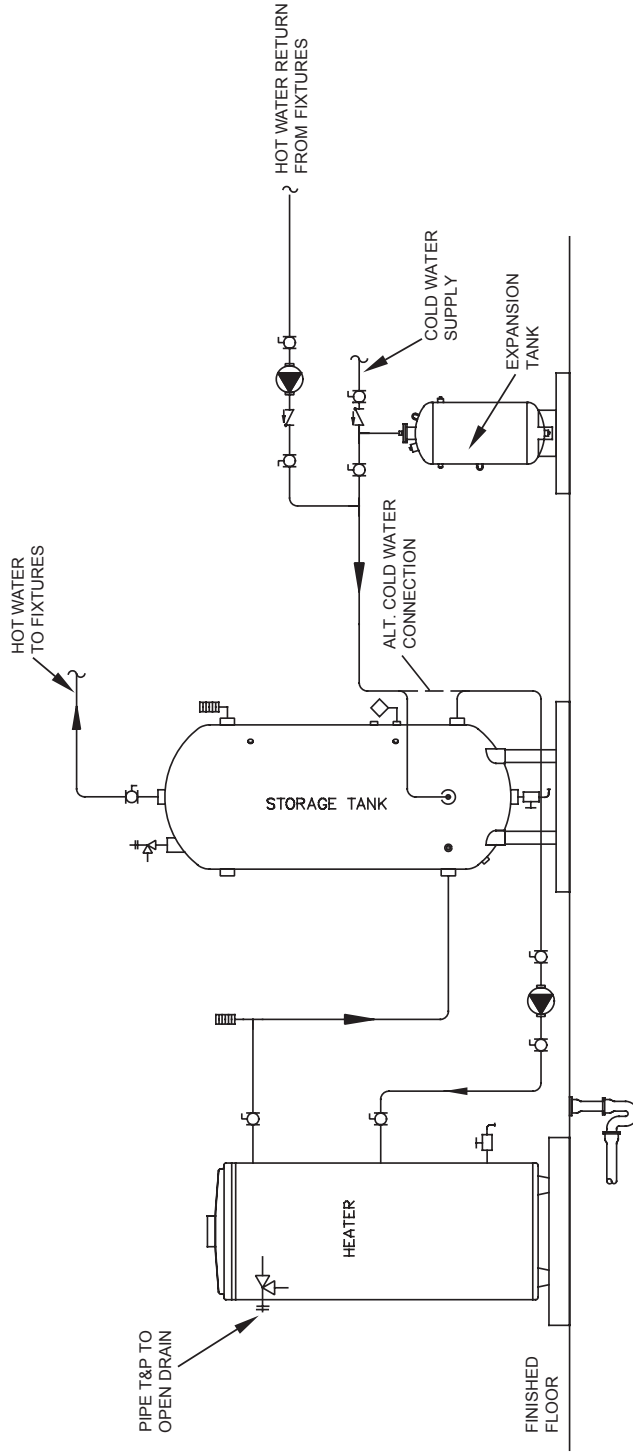 HOT WATER RETURN
FROM FIXTURES
HOT WATER
TO FIXTURES
COLD WATER
SUPPLY
EXPANSION
TANK
ALT. COLD WATER
CONNECTION
STORAGE TANK
HEATER
PIPE T&P TO
OPEN DRAIN
FINISHED
FLOOR